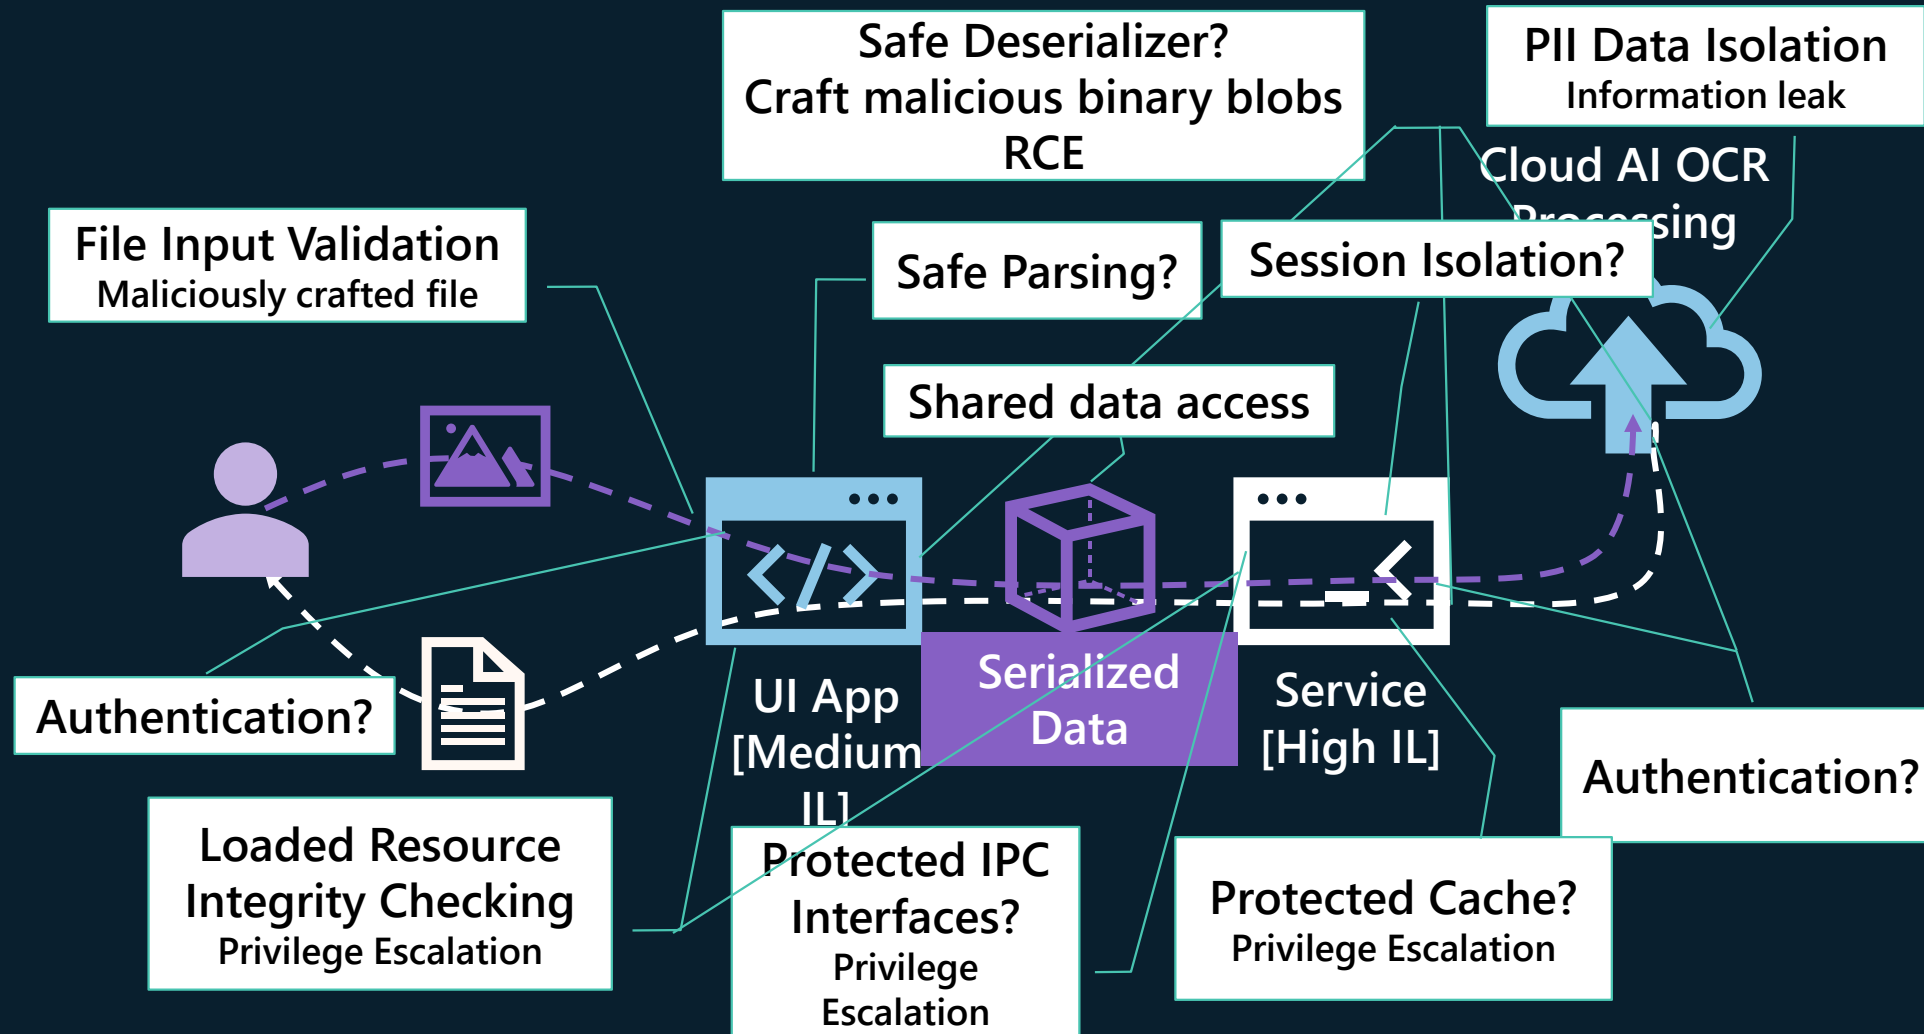 Safe Deserializer?
Craft malicious binary blobs
RCE
PII Data Isolation
Information leak
Cloud AI OCR
Processing
File Input Validation
Maliciously crafted file
Safe Parsing?
Session Isolation?
Shared data access
Authentication?
UI App
[Medium
IL]
Serialized
Data
Service
[High IL]
Authentication?
Loaded Resource
Integrity Checking
Privilege Escalation
Protected IPC
Interfaces?
Privilege
Escalation
Protected Cache?
Privilege Escalation